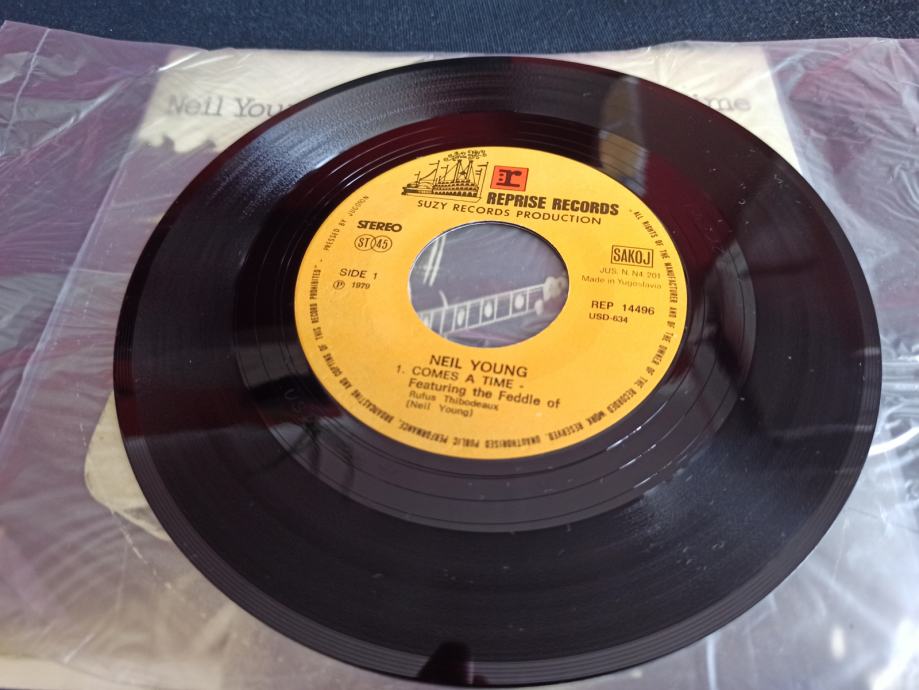 Neil You
ime
r
REPRISE RECORDS
SUZY RECORDS PRODUCTION
STEREO
ST 45
SIDE 1
℗ 1979
SAKOJ
JUS. N. N4 201
Made in Yugoslavia
REP 14496
USD-634
NEIL YOUNG
1. COMES A TIME -
Featuring the Feddle of
Rufus Thibodeaux
(Neil Young)
- ALL RIGHTS OF THE MANUFACTURER AND OF THE OWNER OF THE RECORDED WORK RESERVED. UNAUTHORISED PUBLIC PERFORMANCE, BROADCASTING AND COPYING OF THIS RECORD PROHIBITED - PRESSED BY JUGOTON